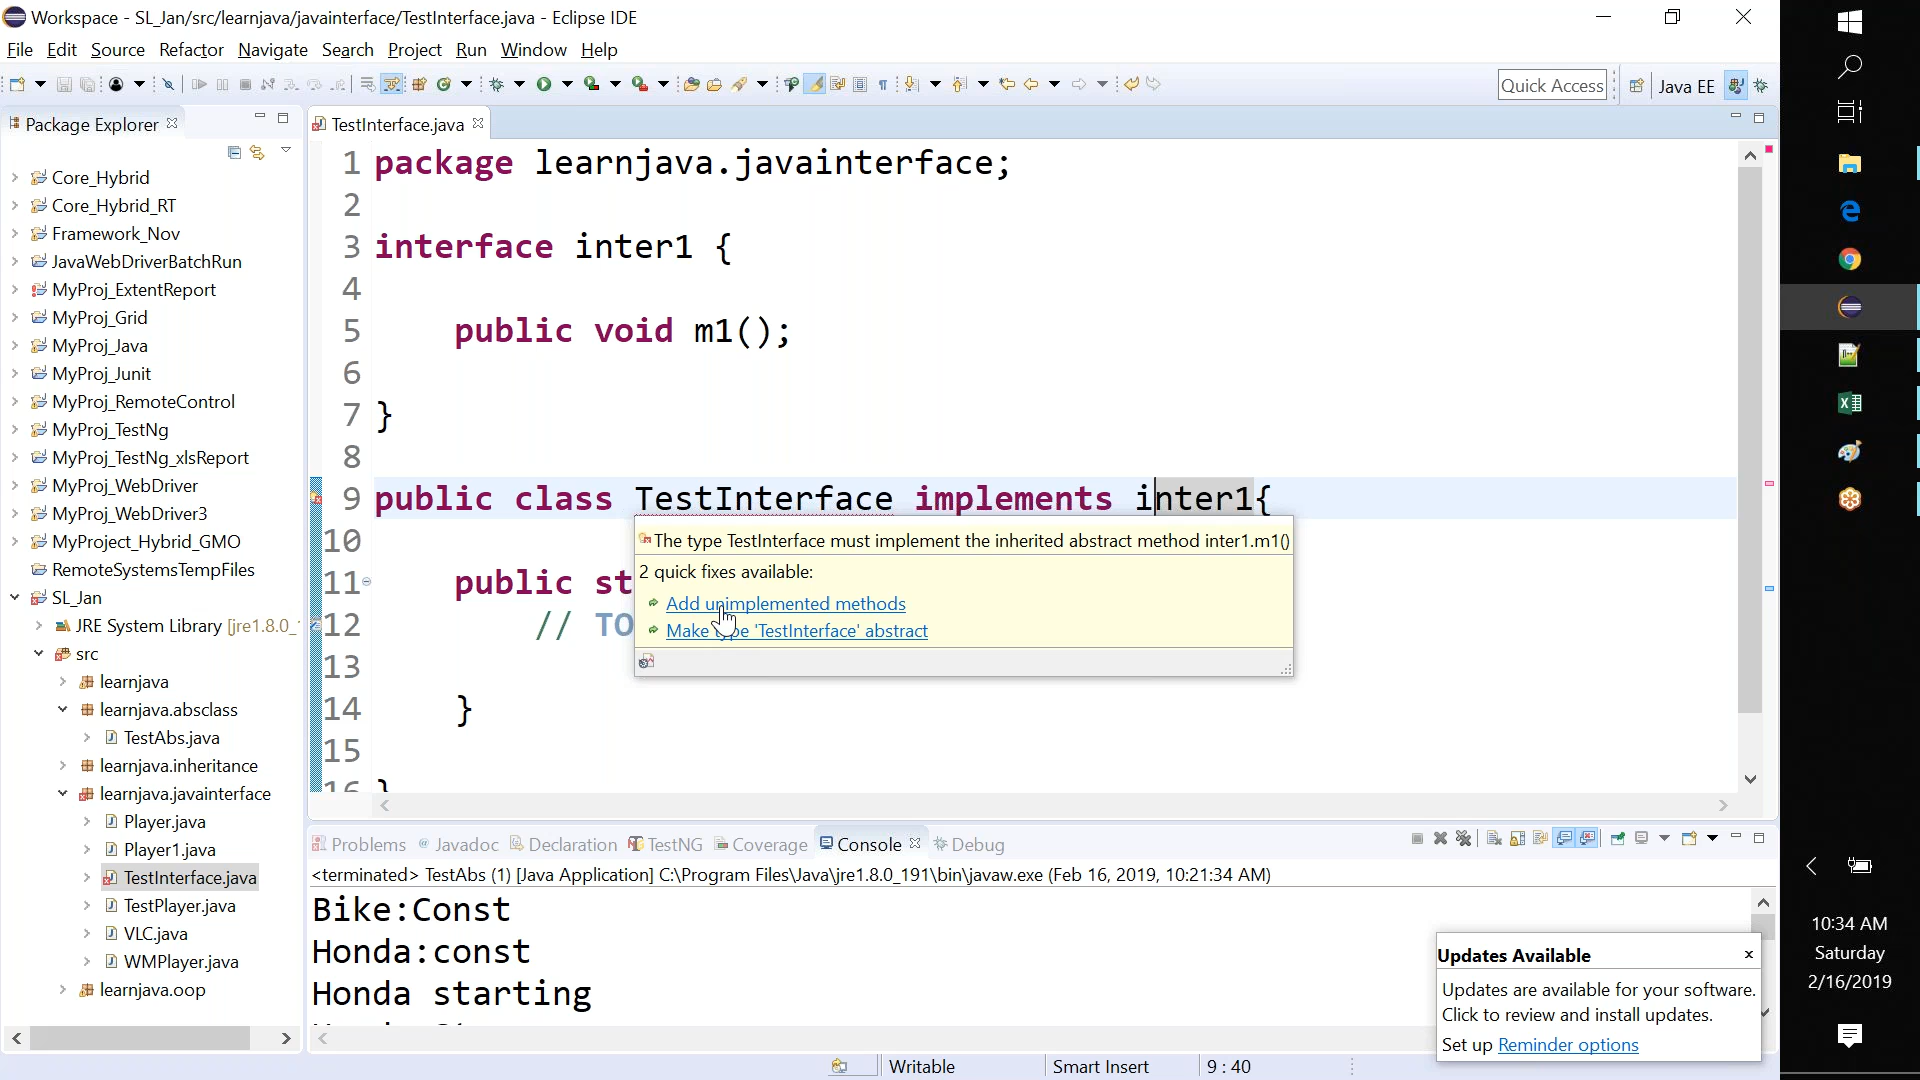 Workspace - SL_Jan/src/learnjava/javainterface/TestInterface.java - Eclipse IDE
File Edit Source Refactor Navigate Search Project Run Window Help
Quick Access
Java EE
Package Explorer
TestInterface.java
Core_Hybrid
Core_Hybrid_RT
Framework_Nov
JavaWebDriverBatchRun
MyProj_ExtentReport
MyProj_Grid
MyProj_Java
MyProj_Junit
MyProj_RemoteControl
MyProj_TestNg
MyProj_TestNg_xlsReport
MyProj_WebDriver
MyProj_WebDriver3
MyProject_Hybrid_GMO
RemoteSystemsTempFiles
SL_Jan
JRE System Library [jre1.8.0_
src
learnjava
learnjava.absclass
TestAbs.java
learnjava.inheritance
learnjava.javainterface
Player.java
Player1.java
TestInterface.java
TestPlayer.java
VLC.java
WMPlayer.java
learnjava.oop
1 package learnjava.javainterface;
2
3 interface inter1 {
4
5 public void m1();
6
7 }
8
9 public class TestInterface implements inter1{
10
11 public st
12 // TO
13
14 }
15
16 }
The type TestInterface must implement the inherited abstract method inter1.m1()
2 quick fixes available:
Add unimplemented methods
Make type 'TestInterface' abstract
Problems Javadoc Declaration TestNG Coverage Console Debug
<terminated> TestAbs (1) [Java Application] C:\Program Files\Java\jre1.8.0_191\bin\javaw.exe (Feb 16, 2019, 10:21:34 AM)
Bike:Const
Honda:const
Honda starting
Updates Available
Updates are available for your software.
Click to review and install updates.
Set up Reminder options
Writable
Smart Insert
9 : 40
10:34 AM
Saturday
2/16/2019